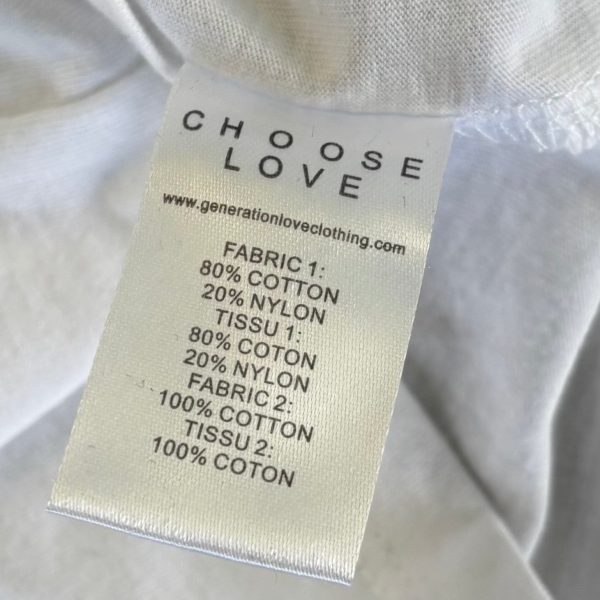 CHOOSE
LOVE
www.generationloveclothing.com
FABRIC 1:
80% COTTON
20% NYLON
TISSU 1:
80% COTON
20% NYLON
FABRIC 2:
100% COTTON
TISSU 2:
100% COTON